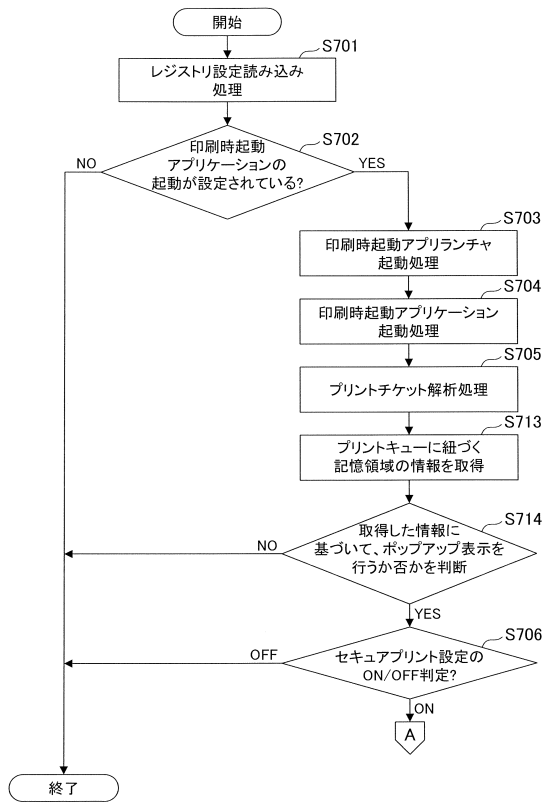 開始
S701
レジストリ設定読み込み
処理
S702
印刷時起動
アプリケーションの
起動が設定されている?
NO
YES
S703
印刷時起動アプリランチャ
起動処理
S704
印刷時起動アプリケーション
起動処理
S705
プリントチケット解析処理
S713
プリントキューに紐づく
記憶領域の情報を取得
S714
取得した情報に
基づいて、ポップアップ表示を
行うか否かを判断
NO
YES
S706
セキュアプリント設定の
ON/OFF判定?
OFF
ON
A
終了